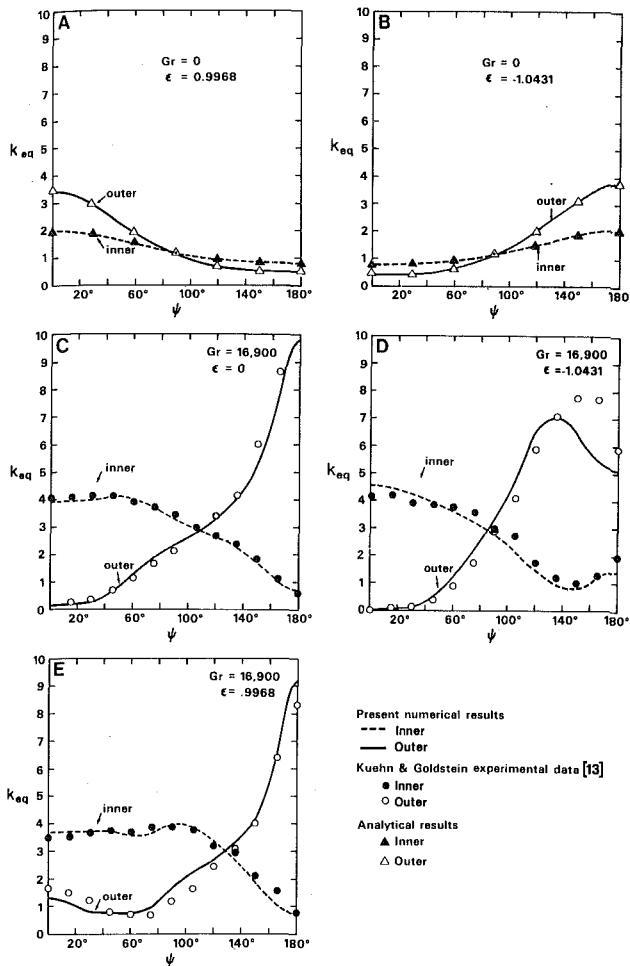 A
Gr = 0
ϵ = 0.9968
10
9
8
7
6
5
4
3
2
1
0
keq
outer
inner
20° 60° 100° 140° 180°
ψ
B
Gr = 0
ϵ = -1.0431
10
9
8
7
6
5
4
3
2
1
0
keq
outer
inner
20° 60° 100° 140° 180°
ψ
C
Gr = 16,900
ϵ = 0
10
9
8
7
6
5
4
3
2
1
0
keq
inner
outer
20° 60° 100° 140° 180°
ψ
D
Gr = 16,900
ϵ =-1.0431
10
9
8
7
6
5
4
3
2
1
0
keq
inner
outer
20° 60° 100° 140° 180°
ψ
E
Gr = 16,900
ϵ= .9968
10
9
8
7
6
5
4
3
2
1
0
keq
inner
outer
20° 60° 100° 140° 180°
ψ
Present numerical results
Inner
Outer
Kuehn & Goldstein experimental data [13]
Inner
Outer
Analytical results
Inner
Outer